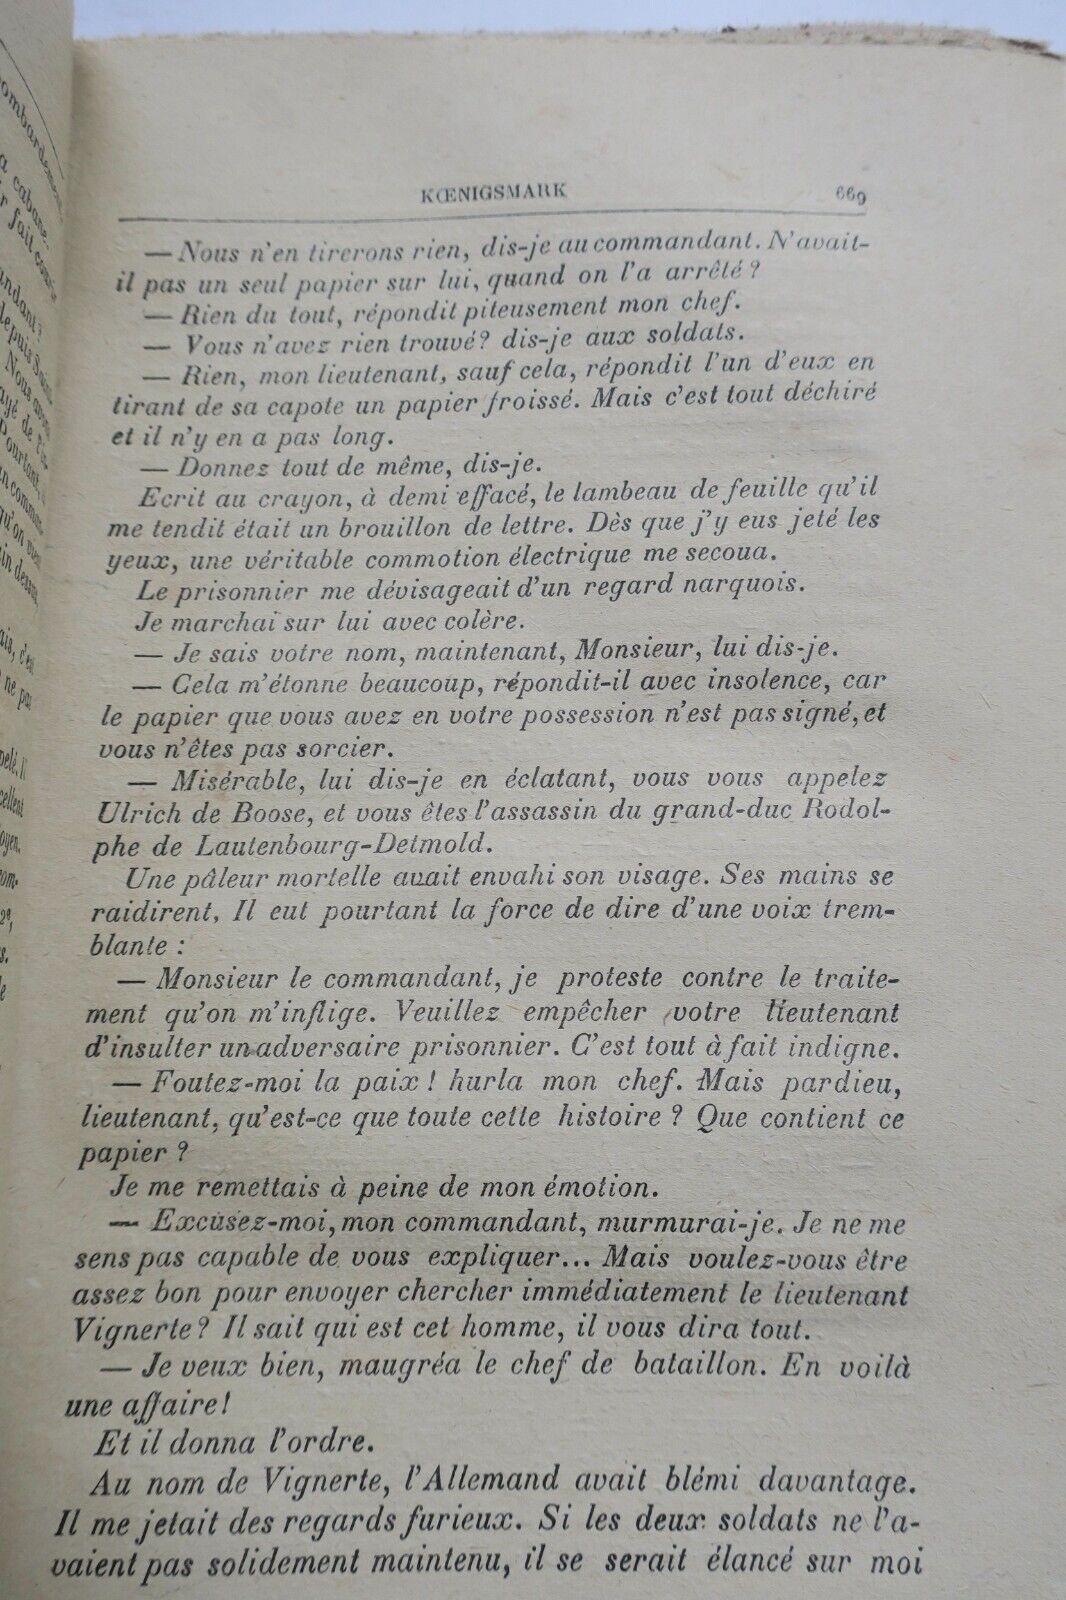 KŒNIGSMARK 669
— Nous n'en tirerons rien, dis-je au commandant. N'avait-
il pas un seul papier sur lui, quand on l'a arrêté ?
— Rien du tout, répondit piteusement mon chef.
— Vous n'avez rien trouvé? dis-je aux soldats.
— Rien, mon lieutenant, sauf cela, répondit l'un d'eux en
tirant de sa capote un papier froissé. Mais c'est tout déchiré
et il n'y en a pas long.
— Donnez tout de même, dis-je.
Ecrit au crayon, à demi effacé, le lambeau de feuille qu'il
me tendit était un brouillon de lettre. Dès que j'y eus jeté les
yeux, une véritable commotion électrique me secoua.
Le prisonnier me dévisageait d'un regard narquois.
Je marchai sur lui avec colère.
— Je sais votre nom, maintenant, Monsieur, lui dis-je.
— Cela m'étonne beaucoup, répondit-il avec insolence, car
le papier que vous avez en votre possession n'est pas signé, et
vous n'êtes pas sorcier.
— Misérable, lui dis-je en éclatant, vous vous appelez
Ulrich de Boose, et vous êtes l'assassin du grand-duc Rodol-
phe de Lautenbourg-Detmold.
Une pâleur mortelle avait envahi son visage. Ses mains se
raidirent, Il eut pourtant la force de dire d'une voix trem-
blante :
— Monsieur le commandant, je proteste contre le traite-
ment qu'on m'inflige. Veuillez empêcher votre lieutenant
d'insulter un adversaire prisonnier. C'est tout à fait indigne.
— Foutez-moi la paix ! hurla mon chef. Mais pardieu,
lieutenant, qu'est-ce que toute cette histoire ? Que contient ce
papier ?
Je me remettais à peine de mon émotion.
— Excusez-moi, mon commandant, murmurai-je. Je ne me
sens pas capable de vous expliquer... Mais voulez-vous être
assez bon pour envoyer chercher immédiatement le lieutenant
Vignerte ? Il sait qui est cet homme, il vous dira tout.
— Je veux bien, maugréa le chef de bataillon. En voilà
une affaire !
Et il donna l'ordre.
Au nom de Vignerte, l'Allemand avait blémi davantage.
Il me jetait des regards furieux. Si les deux soldats ne l'a-
vaient pas solidement maintenu, il se serait élancé sur moi